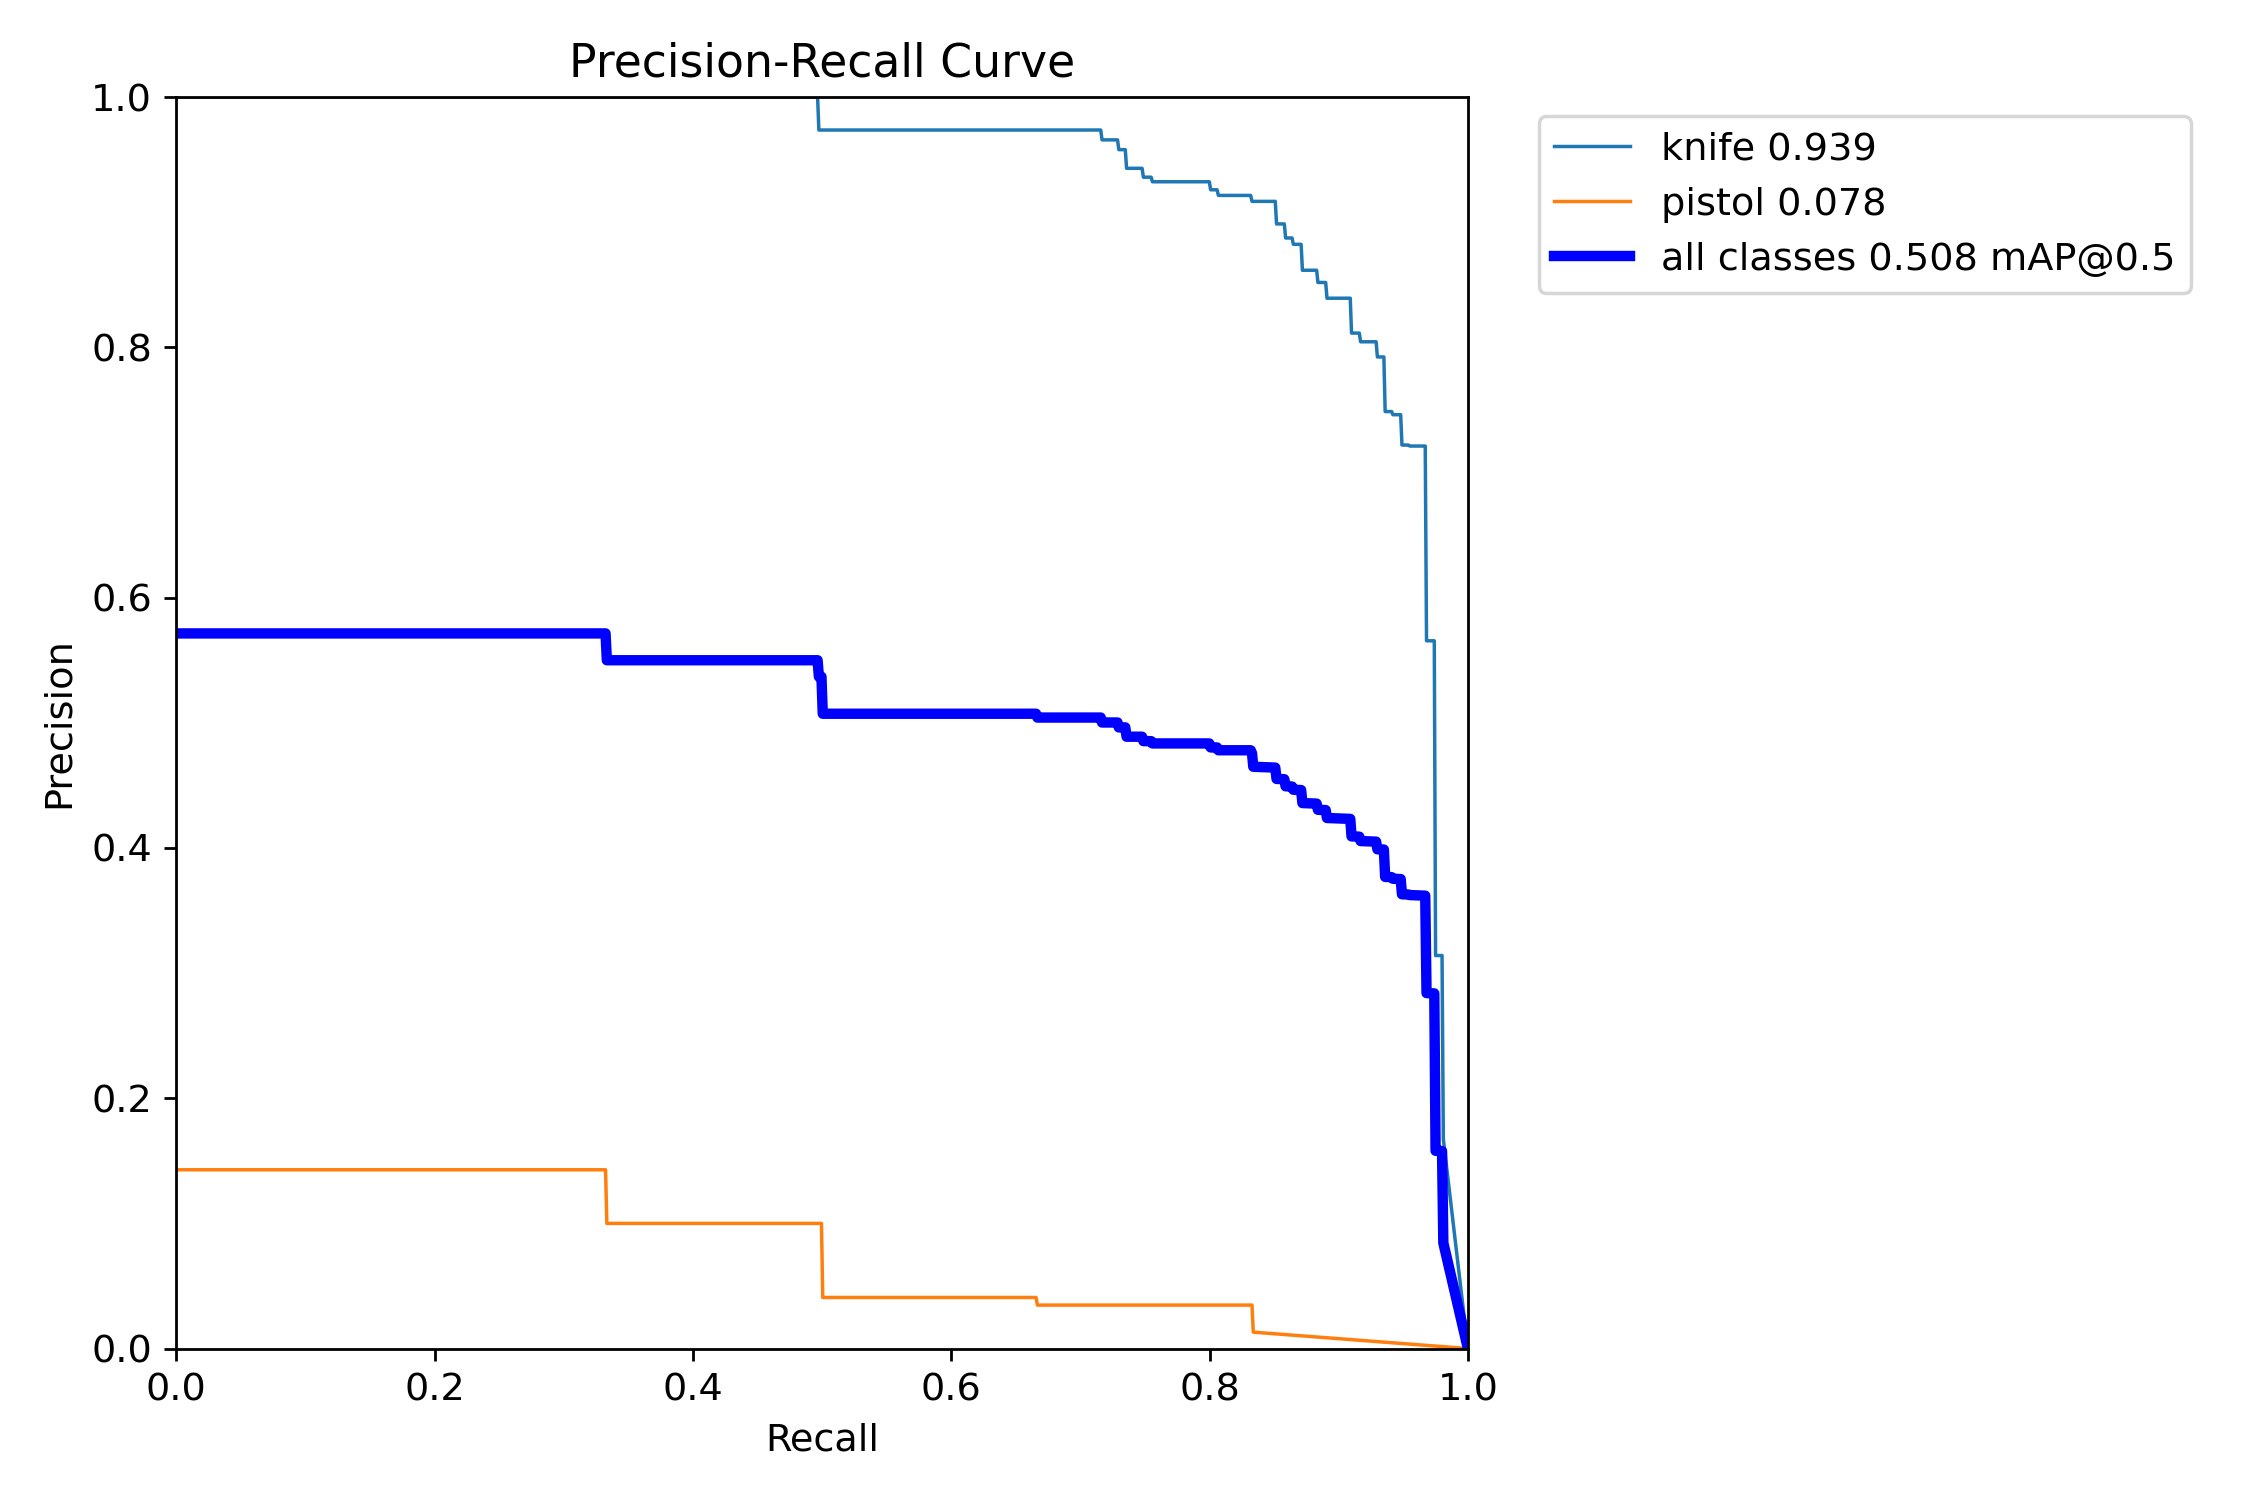 Precision-Recall Curve
1.0
0.8
0.6
0.4
0.2
0.0
Precision
0.0 0.2 0.4 0.6 0.8 1.0
Recall
knife 0.939
pistol 0.078
all classes 0.508 mAP@0.5